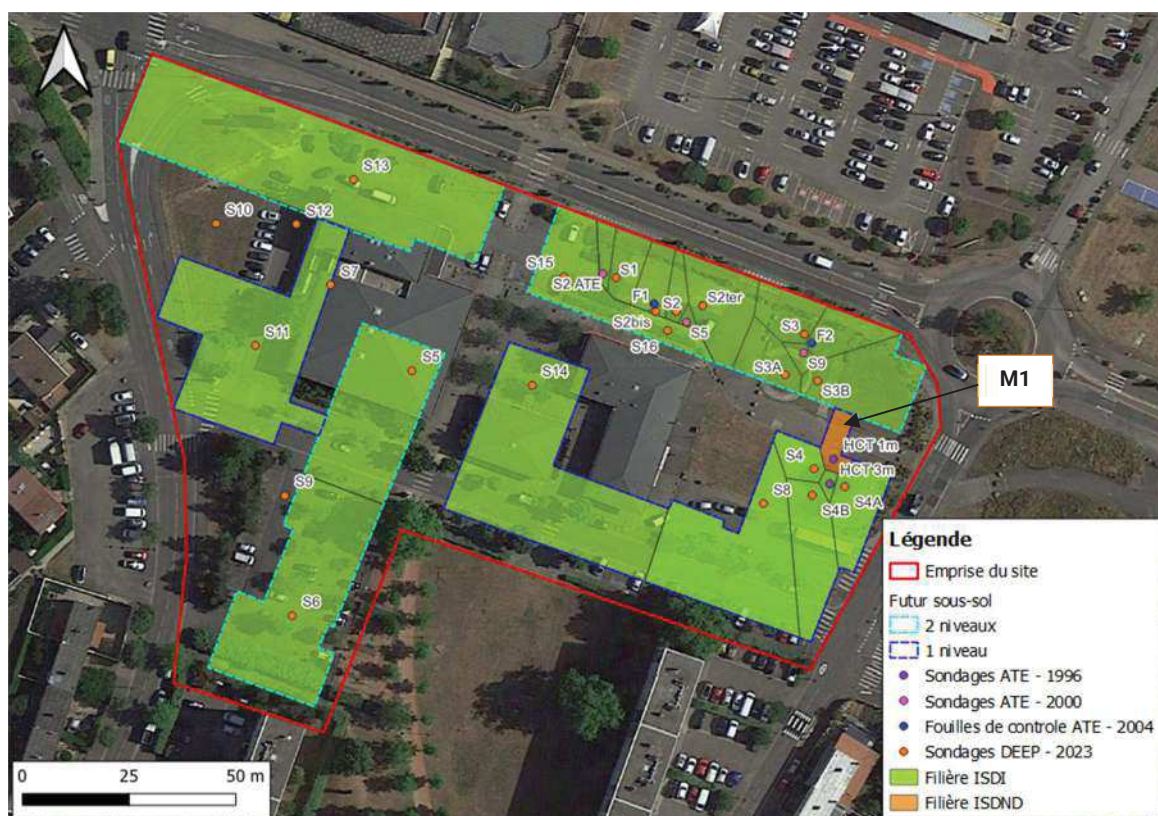 S13
S10
S12
S15
S1
S2 ATE
S7
F1
S2
S2ter
S2bis
S5
S3
F2
S16
S11
S5
S14
S3A
S9
S3B
M1
HCT 1m
S4
HCT 3m
S9
S8
S4A
S4B
S6
Légende
Emprise du site
Futur sous-sol
2 niveaux
1 niveau
Sondages ATE - 1996
Sondages ATE - 2000
Fouilles de controle ATE - 2004
Sondages DEEP - 2023
Filière ISDI
Filière ISDND
0 25 50 m